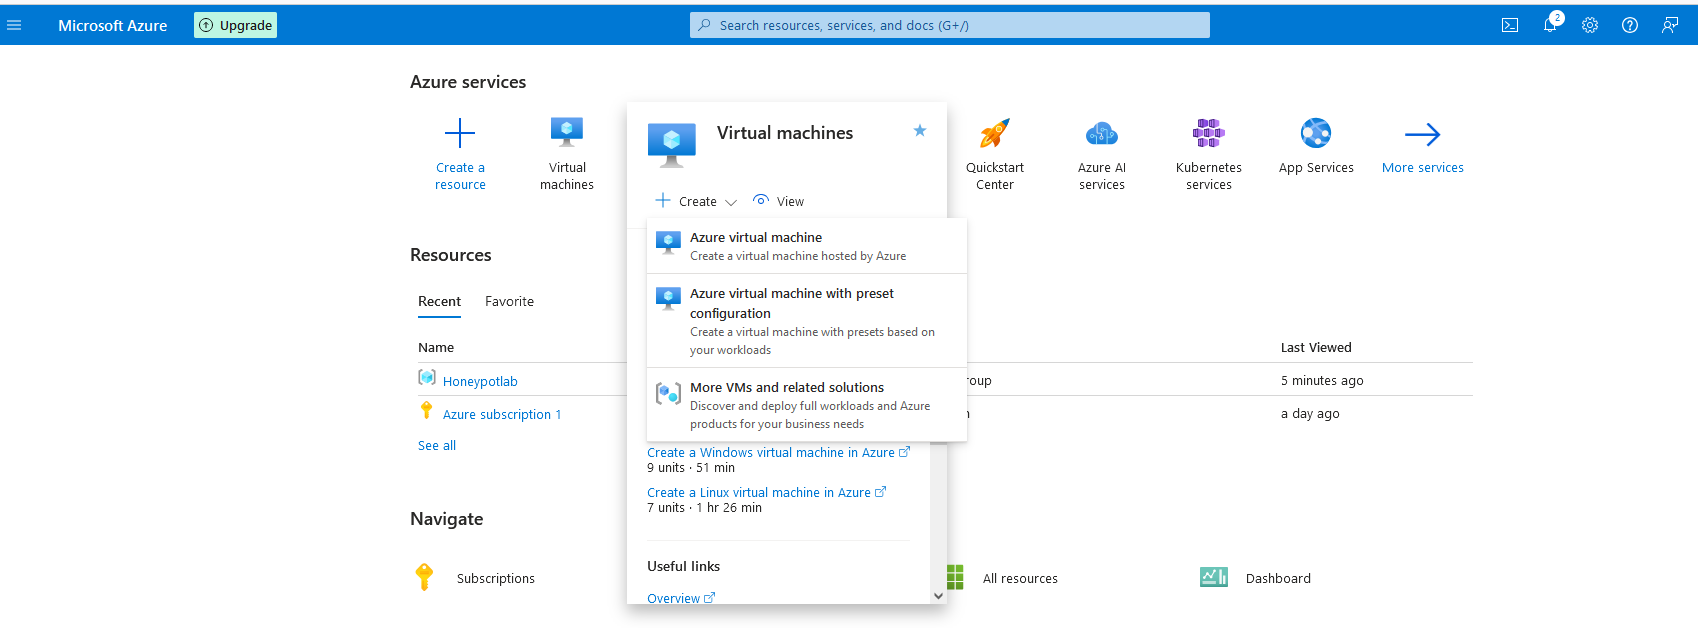 Microsoft Azure
Upgrade
Search resources, services, and docs (G+/)
2
Azure services
Create a
resource
Virtual
machines
Quickstart
Center
Azure AI
services
Kubernetes
services
App Services
More services
Virtual machines
Create
View
Azure virtual machine
Create a virtual machine hosted by Azure
Azure virtual machine with preset
configuration
Create a virtual machine with presets based on
your workloads
More VMs and related solutions
Discover and deploy full workloads and Azure
products for your business needs
Create a Windows virtual machine in Azure
9 units · 51 min
Create a Linux virtual machine in Azure
7 units · 1 hr 26 min
Useful links
Overview
Resources
Recent
Favorite
Name
Last Viewed
Honeypotlab
5 minutes ago
Azure subscription 1
a day ago
See all
Navigate
Subscriptions
All resources
Dashboard